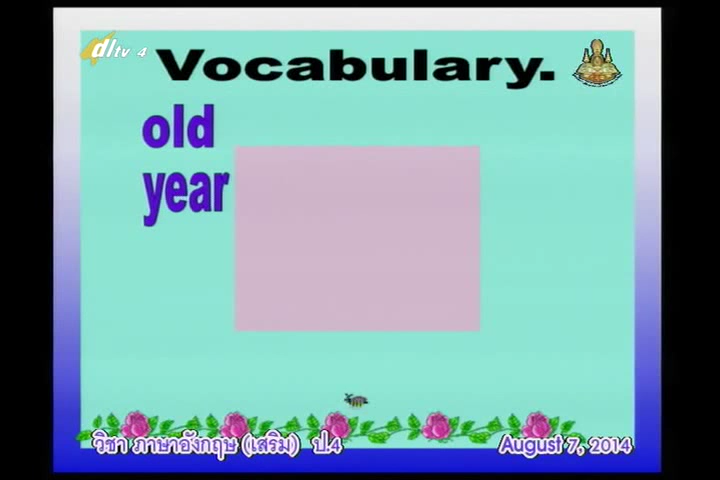 dltv 4
Vocabulary.
old
year
วิชา ภาษาอังกฤษ (เสริม) ป.4
August 7, 2014